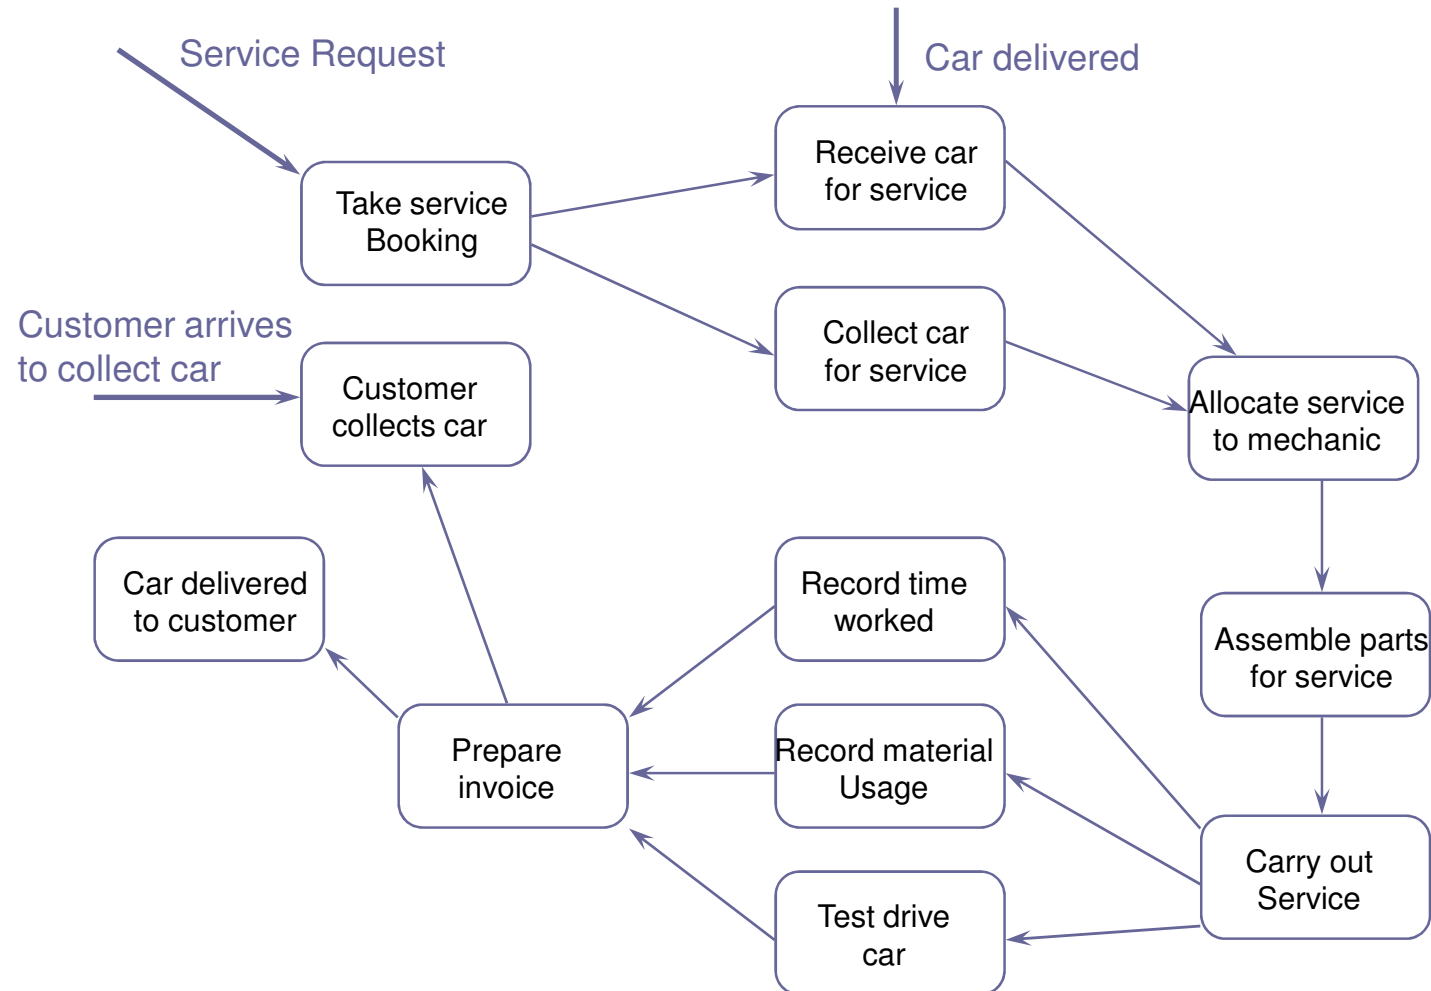 Service Request
Car delivered
Receive car
for service
Take service
Booking
Collect car
for service
Customer arrives
to collect car
Customer
collects car
Allocate service
to mechanic
Car delivered
to customer
Record time
worked
Assemble parts
for service
Prepare
invoice
Record material
Usage
Carry out
Service
Test drive
car